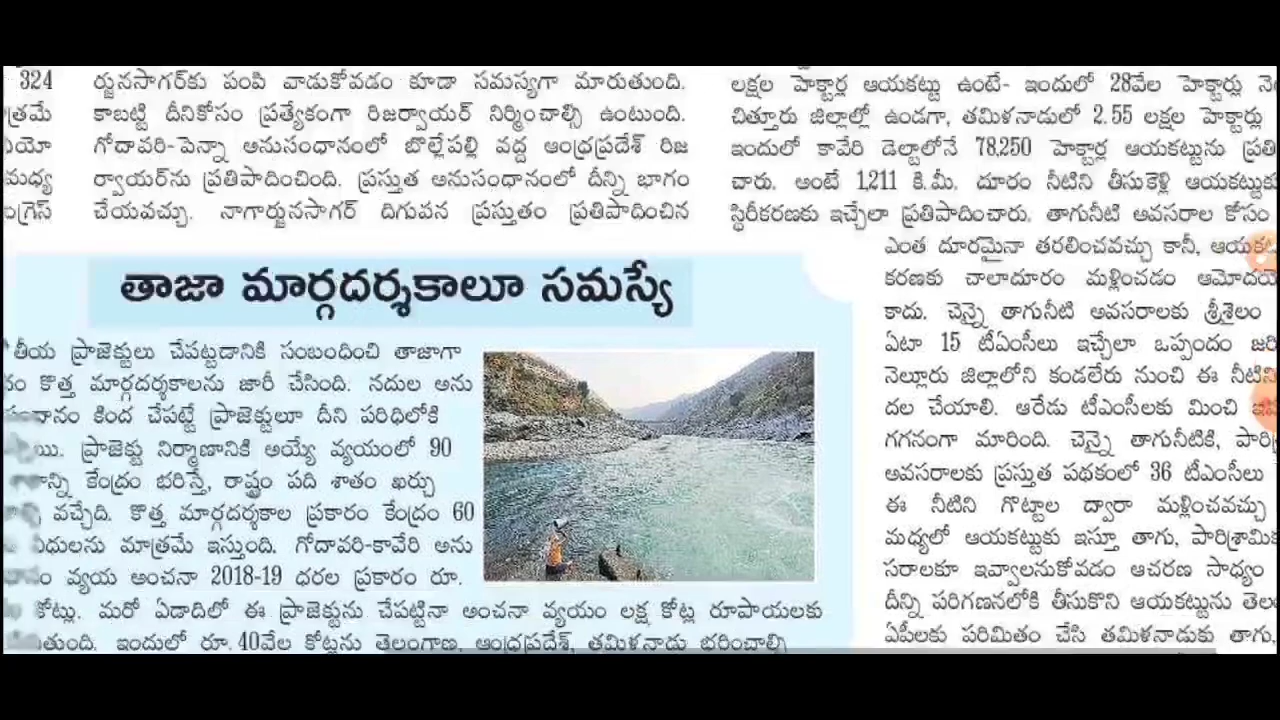 324
త్రమే
మధ్య
ర్జునసాగర్‌కు పంపి వాడుకోవడం కూడా సమస్యగా మారుతుంది.
కాబట్టి దీనికోసం ప్రత్యేకంగా రిజర్వాయర్ నిర్మించాల్సి ఉంటుంది.
గోదావరి-పెన్నా అనుసంధానంలో బొల్లేపల్లి వద్ద ఆంధ్రప్రదేశ్ రిజ
ర్వాయర్‌ను ప్రతిపాదించింది. ప్రస్తుత అనుసంధానంలో దీన్ని భాగం
చేయవచ్చు. నాగార్జునసాగర్ దిగువన ప్రస్తుతం ప్రతిపాదించిన
తాజా మార్గదర్శకాలూ సమస్యే
తీయ ప్రాజెక్టులు చేపట్టడానికి సంబంధించి తాజాగా
కొత్త మార్గదర్శకాలను జారీ చేసింది. నదుల అను
కింద చేపట్టే ప్రాజెక్టులూ దీని పరిధిలోకి
ప్రాజెక్టు నిర్మాణానికి అయ్యే వ్యయంలో 90
కేంద్రం భరిస్తే, రాష్ట్రం పది శాతం ఖర్చు
వచ్చేది. కొత్త మార్గదర్శకాల ప్రకారం కేంద్రం 60
నిధులను మాత్రమే ఇస్తుంది. గోదావరి-కావేరి అను
వ్యయ అంచనా 2018-19 ధరల ప్రకారం రూ.
కోట్లు. మరో ఏడాదిలో ఈ ప్రాజెక్టును చేపట్టినా అంచనా వ్యయం లక్ష కోట్ల రూపాయలకు
ఇందులో రూ. 40వేల కోట్లను తెలంగాణ, ఆంధ్రప్రదేశ్, తమిళనాడు భరించాల్సి
లక్షల హెక్టార్ల ఆయకట్టు ఉంటే- ఇందులో 28వేల హెక్టార్లు
చిత్తూరు జిల్లాల్లో ఉండగా, తమిళనాడులో 2.55 లక్షల హెక్టార్లు
ఇందులో కావేరి డెల్టాలోనే 78,250 హెక్టార్ల ఆయకట్టును ప్రతి
చారు. అంటే 1,211 కి.మీ. దూరం నీటిని తీసుకెళ్లి ఆయకట్టుకు
స్థిరీకరణకు ఇచ్చేలా ప్రతిపాదించారు. తాగునీటి అవసరాల కోసం
ఎంత దూరమైనా తరలించవచ్చు కానీ,
కరణకు చాలాదూరం మళ్లించడం
కాదు. చెన్నై తాగునీటి అవసరాలకు శ్రీశైలం
ఏటా 15 టీఎంసీలు ఇచ్చేలా ఒప్పందం
నెల్లూరు జిల్లాలోని కండలేరు నుంచి ఈ నీటిని
దల చేయాలి. ఆరేడు టీఎంసీలకు మించి
గగనంగా మారింది. చెన్నై తాగునీటికి,
అవసరాలకు ప్రస్తుత పథకంలో 36 టీఎంసీలు
ఈ నీటిని గొట్టాల ద్వారా మళ్లించవచ్చు
మధ్యలో ఆయకట్టుకు ఇస్తూ తాగు, పారిశ్రామిక
సరాలకూ ఇవ్వాలనుకోవడం ఆచరణ సాధ్యం
దీన్ని పరిగణనలోకి తీసుకొని ఆయకట్టును
ఏపీలకు పరిమితం చేసి తమిళనాడుకు తాగు,